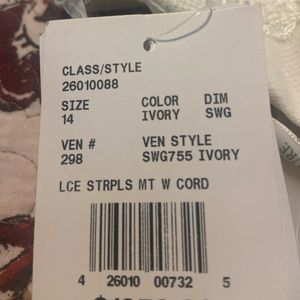 CLASS/STYLE
26010088
SIZE COLOR DIM
14 IVORY SWG
VEN # VEN STYLE
298 SWG755 IVORY
LCE STRPLS MT W CORD
4 26010 00732 5